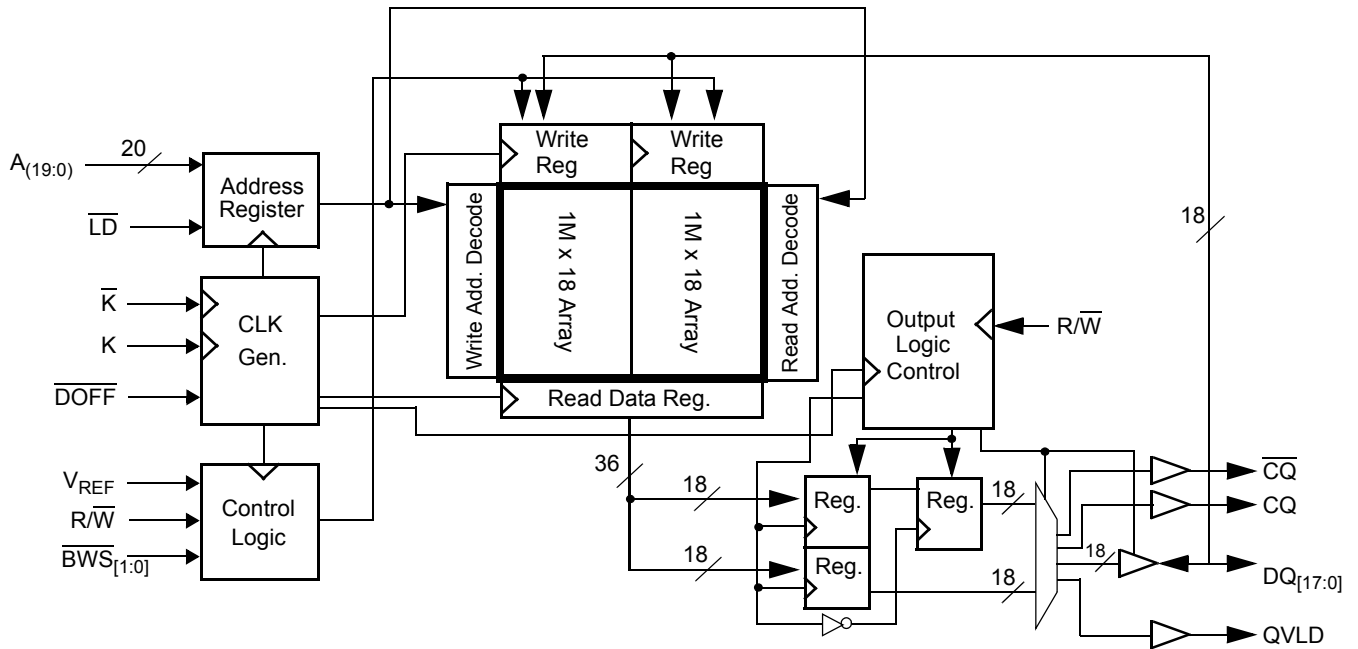 A(19:0)
20
LD
Address
Register
K
K
DOFF
CLK
Gen.
VREF
R/W
BWS[1:0]
Control
Logic
Write
Reg
Write
Reg
Write Add. Decode
1M x 18 Array
1M x 18 Array
Read Add. Decode
Read Data Reg.
18
Output
Logic
Control
R/W
36
18
18
Reg.
Reg.
Reg.
18
18
18
CQ
CQ
DQ[17:0]
QVLD